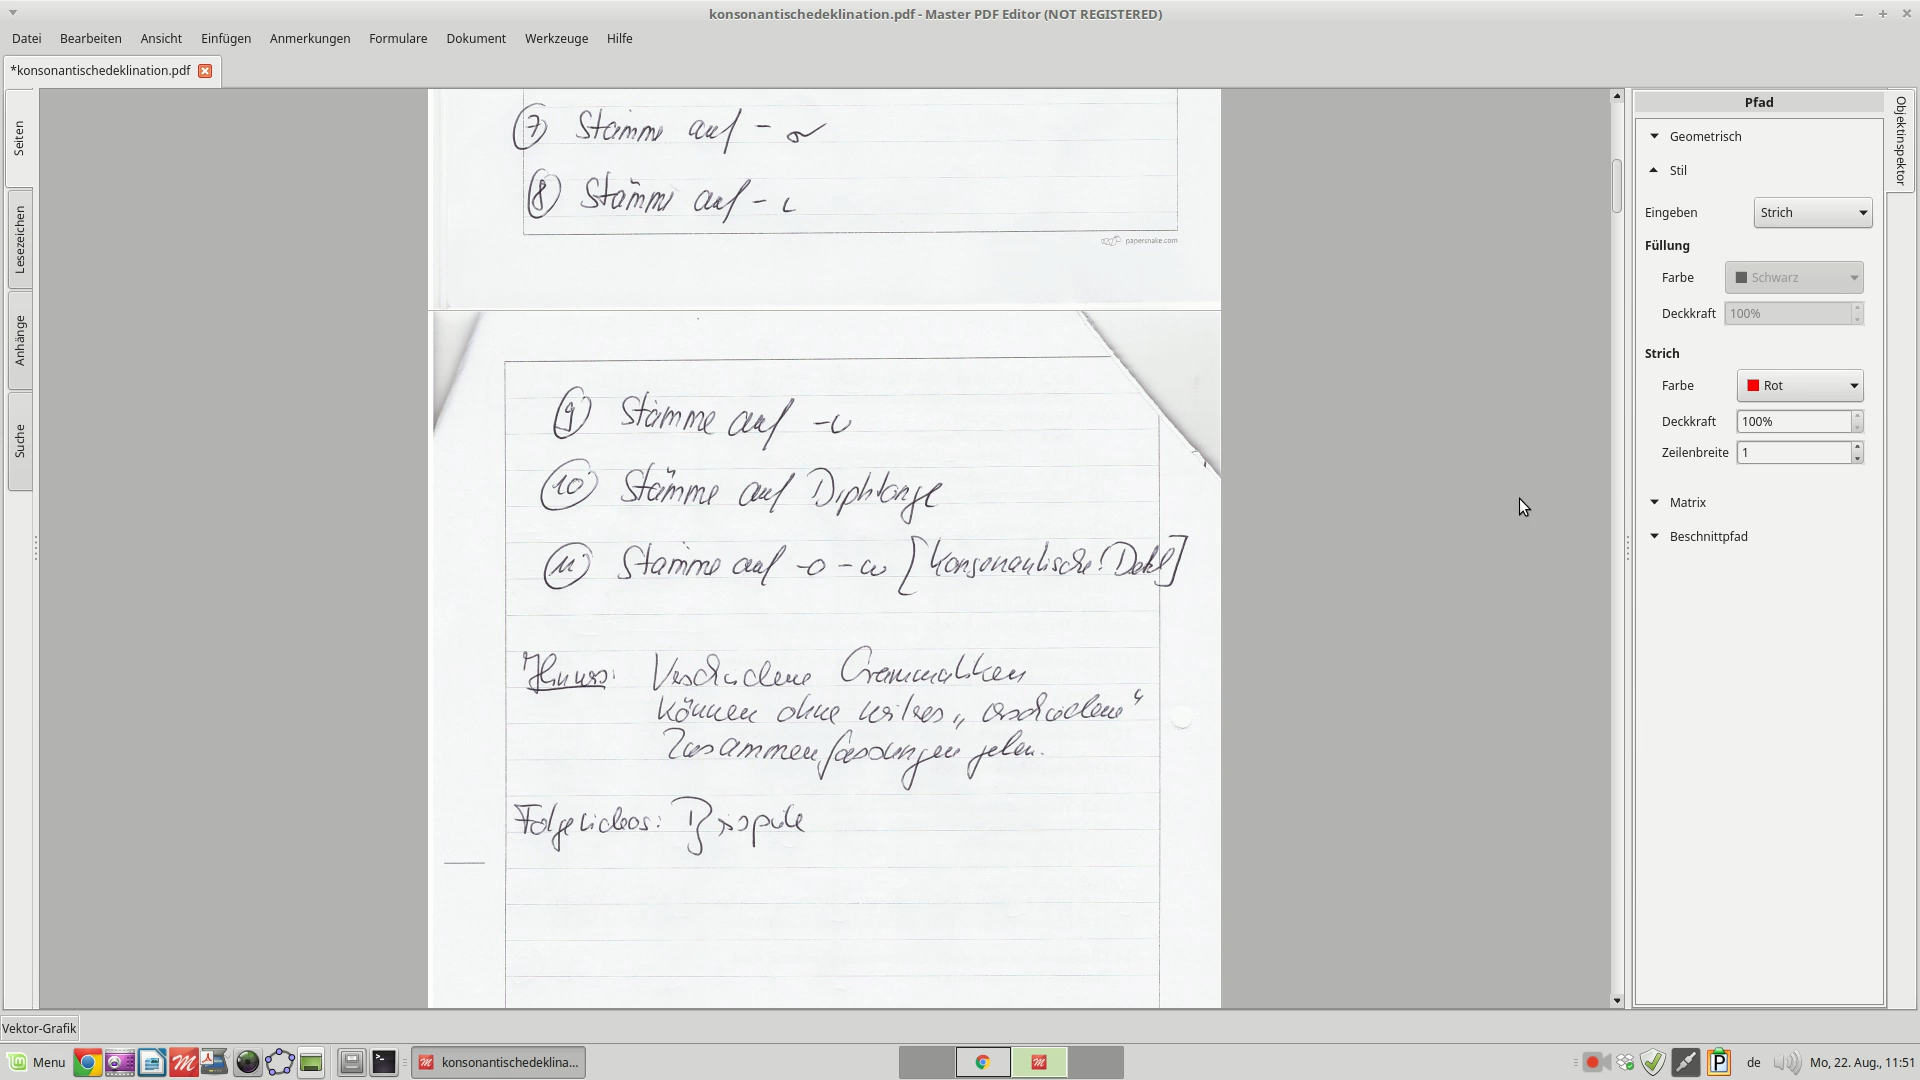 konsonantischedeklination.pdf - Master PDF Editor (NOT REGISTERED)
Datei Bearbeiten Ansicht Einfügen Anmerkungen Formulare Dokument Werkzeuge Hilfe
*konsonantischedeklination.pdf
Seiten
Lesezeichen
Anhänge
Suche
7 Stämme auf - σ
8 Stämme auf - ι
papersnake.com
9 Stämme auf -υ
10 Stämme auf Diphtonge
11 Stämme auf -o -ω [Konsonantische! Dekl]
Hinweis: Verschiedene Grammatiken
können ohne weiteres „verschiedene“
Zusammenfassungen geben.
Folgevideos: Beispiele
Pfad
Objektinspektor
Geometrisch
Stil
Eingeben Strich
Füllung
Farbe Schwarz
Deckkraft 100%
Strich
Farbe Rot
Deckkraft 100%
Zeilenbreite 1
Matrix
Beschnittpfad
Vektor-Grafik
Menu konsonantischedeklina... de Mo, 22. Aug., 11:51